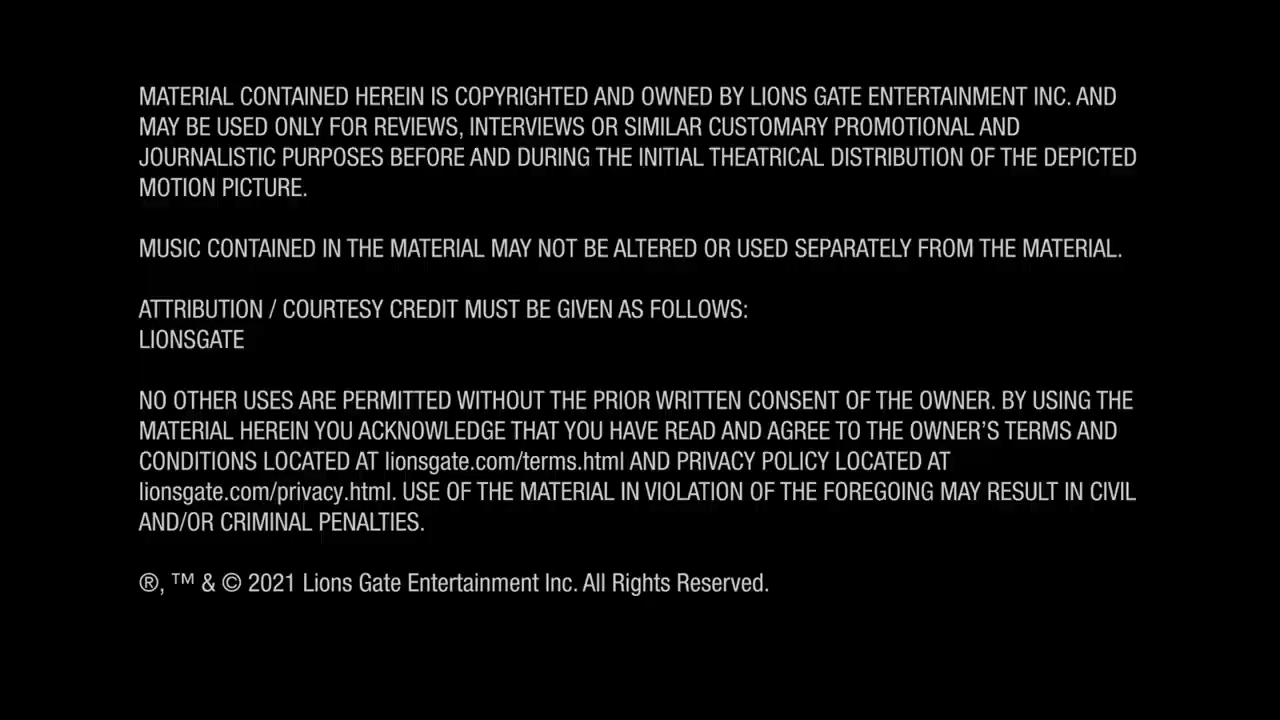 MATERIAL CONTAINED HEREIN IS COPYRIGHTED AND OWNED BY LIONS GATE ENTERTAINMENT INC. AND
MAY BE USED ONLY FOR REVIEWS, INTERVIEWS OR SIMILAR CUSTOMARY PROMOTIONAL AND
JOURNALISTIC PURPOSES BEFORE AND DURING THE INITIAL THEATRICAL DISTRIBUTION OF THE DEPICTED
MOTION PICTURE.
MUSIC CONTAINED IN THE MATERIAL MAY NOT BE ALTERED OR USED SEPARATELY FROM THE MATERIAL.
ATTRIBUTION / COURTESY CREDIT MUST BE GIVEN AS FOLLOWS:
LIONSGATE
NO OTHER USES ARE PERMITTED WITHOUT THE PRIOR WRITTEN CONSENT OF THE OWNER. BY USING THE
MATERIAL HEREIN YOU ACKNOWLEDGE THAT YOU HAVE READ AND AGREE TO THE OWNER'S TERMS AND
CONDITIONS LOCATED AT lionsgate.com/terms.html AND PRIVACY POLICY LOCATED AT
lionsgate.com/privacy.html. USE OF THE MATERIAL IN VIOLATION OF THE FOREGOING MAY RESULT IN CIVIL
AND/OR CRIMINAL PENALTIES.
®, ™ & © 2021 Lions Gate Entertainment Inc. All Rights Reserved.